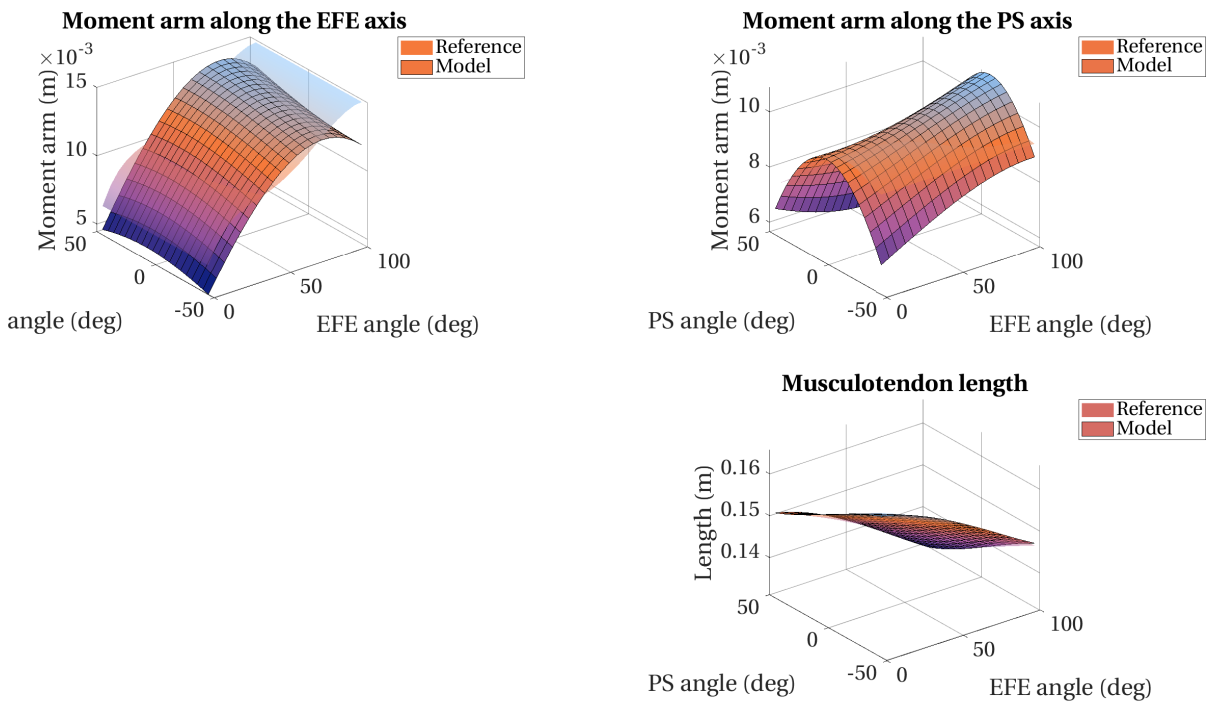 Moment arm along the EFE axis
×10-3
Reference
Model
Moment arm (m)
15
10
5
50
0
-50
0
50
100
angle (deg)
EFE angle (deg)
Moment arm along the PS axis
×10-3
Reference
Model
Moment arm (m)
10
8
6
50
0
-50
0
50
100
PS angle (deg)
EFE angle (deg)
Musculotendon length
Reference
Model
Length (m)
0.16
0.15
0.14
50
0
-50
0
50
100
PS angle (deg)
EFE angle (deg)